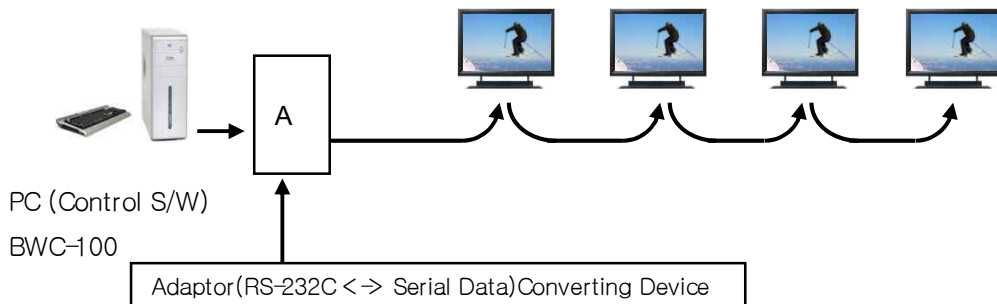 A
PC (Control S/W)
BWC-100
Adaptor(RS-232C <-> Serial Data)Converting Device